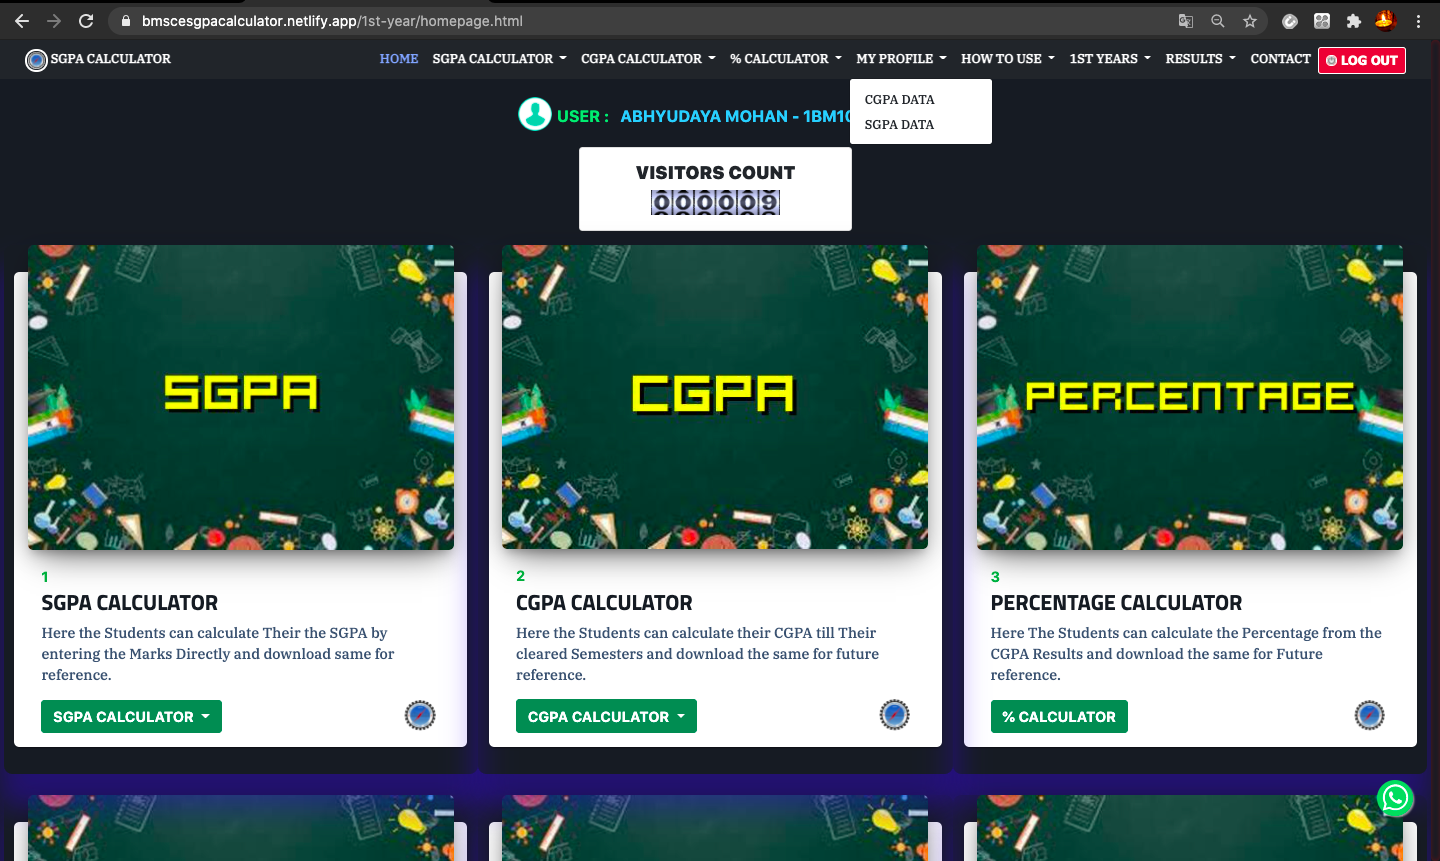 bmscesgpacalculator.netlify.app/1st-year/homepage.html
SGPA CALCULATOR
HOME SGPA CALCULATOR CGPA CALCULATOR % CALCULATOR MY PROFILE HOW TO USE 1ST YEARS RESULTS CONTACT LOG OUT
CGPA DATA
SGPA DATA
USER : ABHYUDAYA MOHAN - 1BM10
VISITORS COUNT
000009
SGPA
CGPA
PERCENTAGE
1
SGPA CALCULATOR
Here the Students can calculate Their the SGPA by
entering the Marks Directly and download same for
reference.
SGPA CALCULATOR
2
CGPA CALCULATOR
Here the Students can calculate their CGPA till Their
cleared Semesters and download the same for future
reference.
CGPA CALCULATOR
3
PERCENTAGE CALCULATOR
Here The Students can calculate the Percentage from the
CGPA Results and download the same for Future
reference.
% CALCULATOR